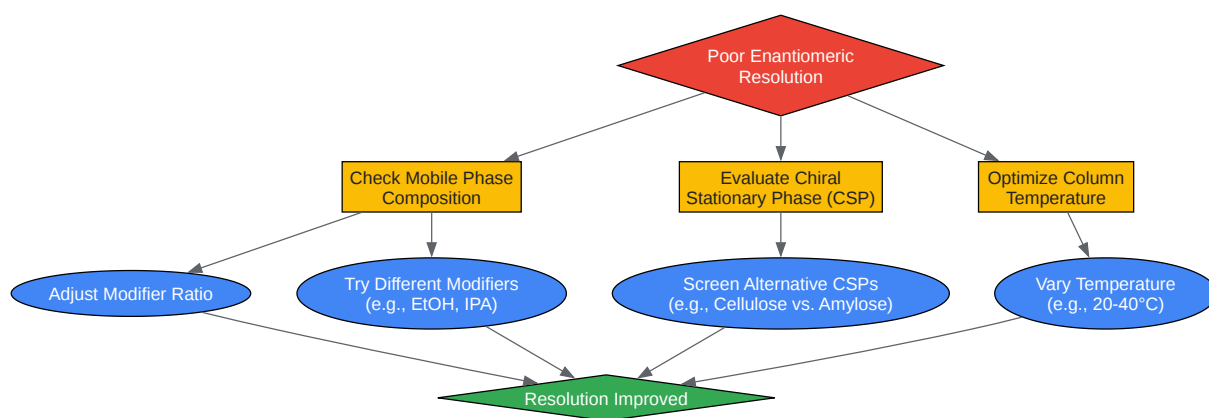 Poor Enantiomeric
Resolution
Check Mobile Phase
Composition
Evaluate Chiral
Stationary Phase (CSP)
Optimize Column
Temperature
Adjust Modifier Ratio
Try Different Modifiers
(e.g., EtOH, IPA)
Screen Alternative CSPs
(e.g., Cellulose vs. Amylose)
Vary Temperature
(e.g., 20-40°C)
Resolution Improved